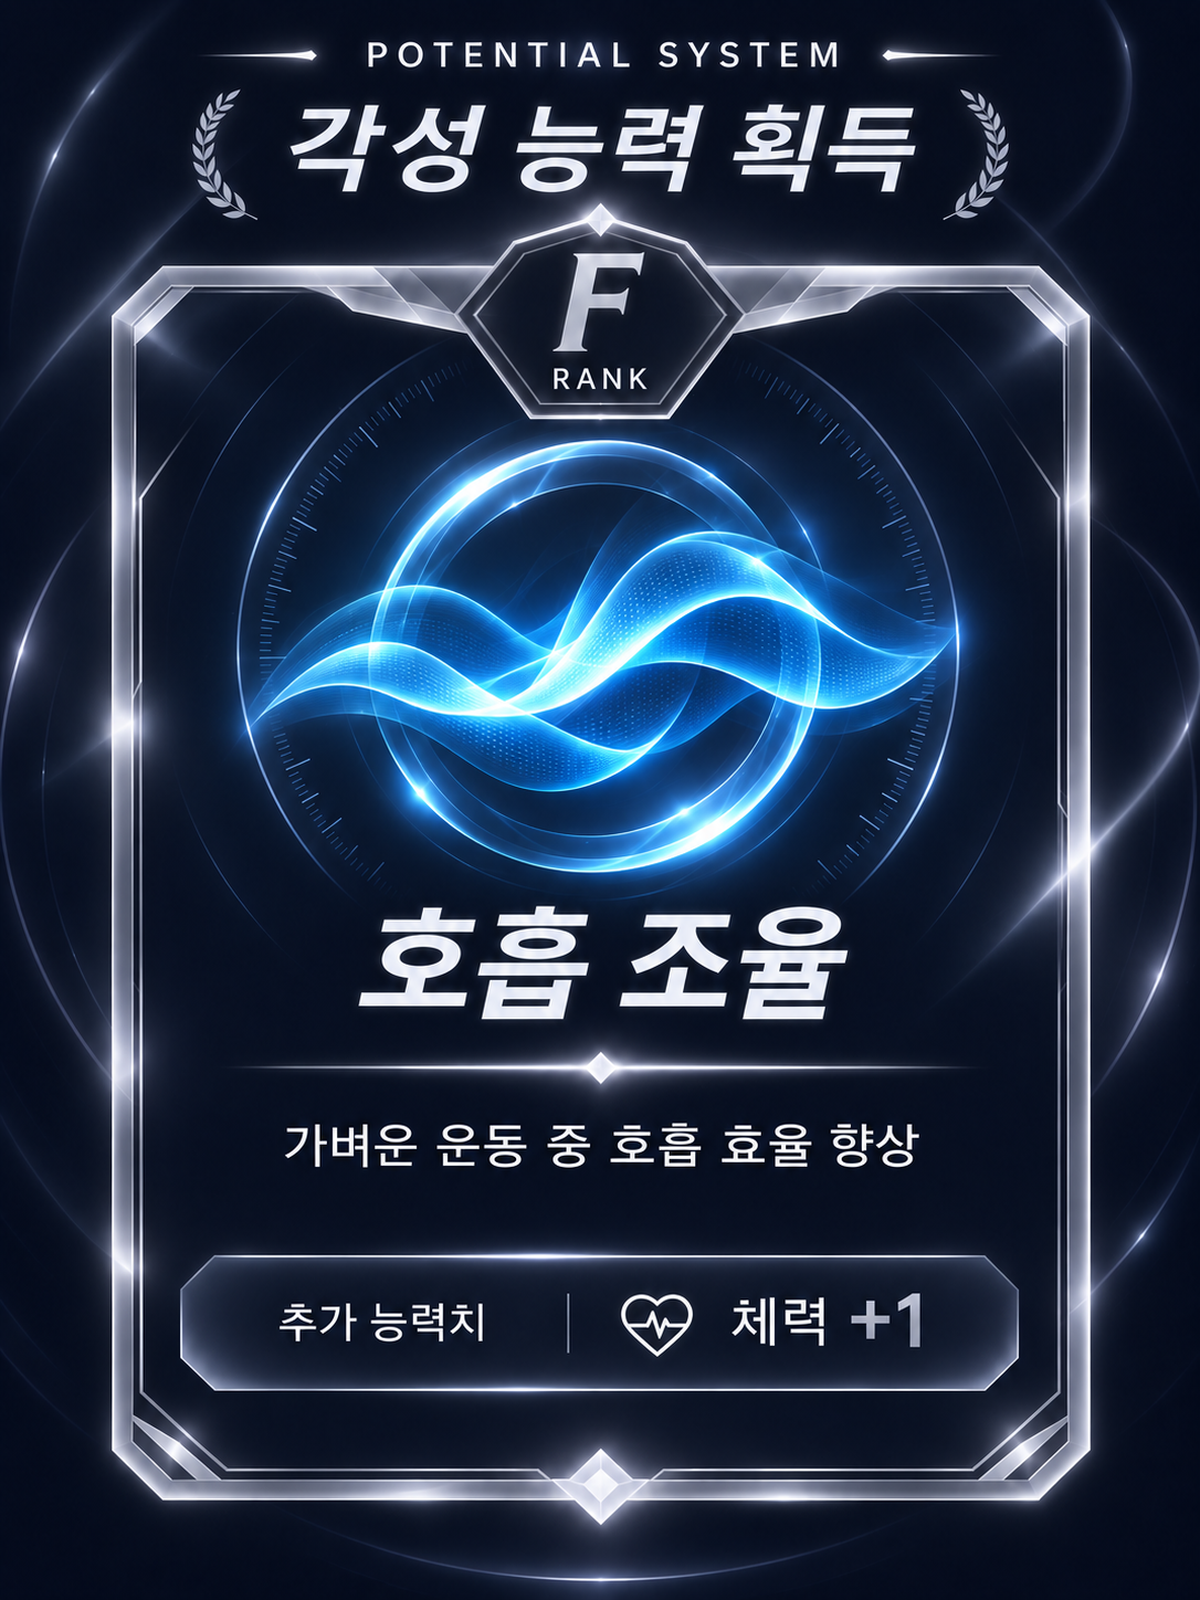 POTENTIAL SYSTEM
각성 능력 획득
F
RANK
호흡 조율
가벼운 운동 중 호흡 효율 향상
추가 능력치 체력 +1